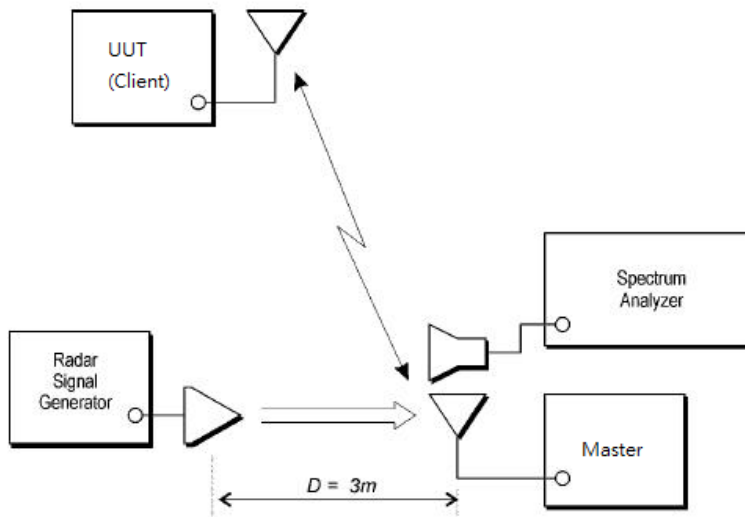 UUT
(Client)
Spectrum
Analyzer
Radar
Signal
Generator
Master
D = 3m